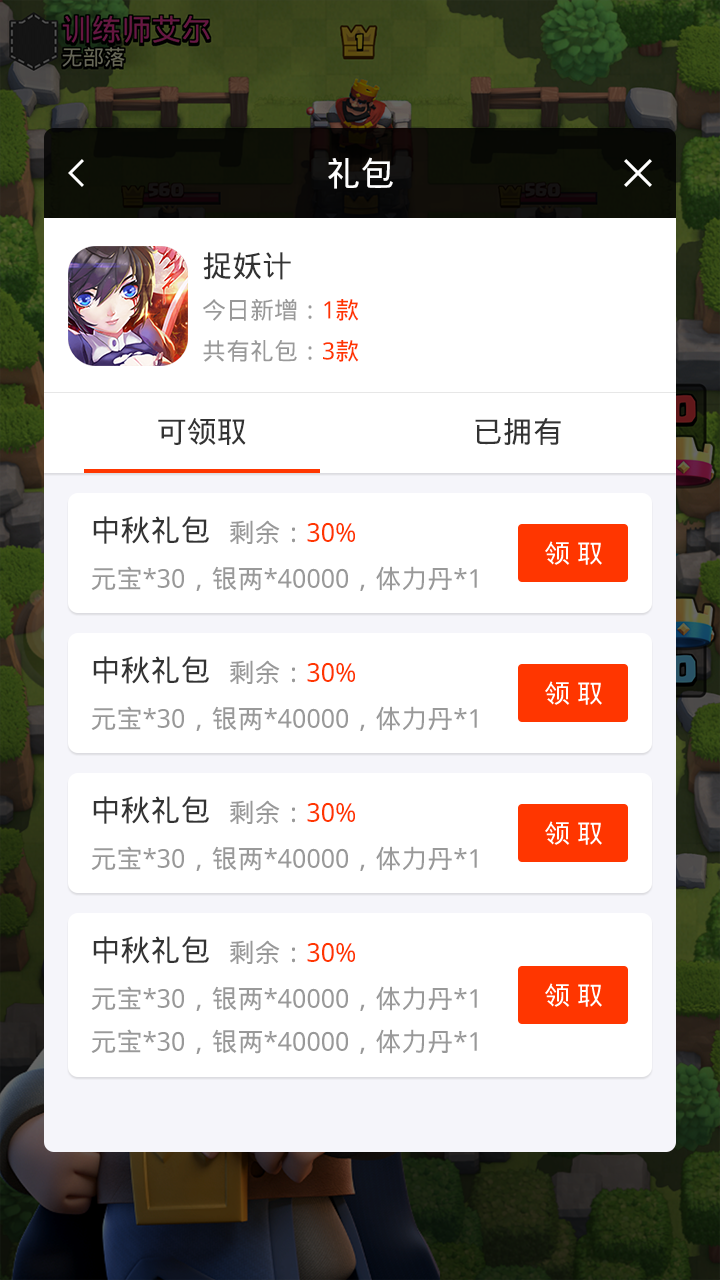 训练师艾尔
无部落
1
560
560
礼包
捉妖计
今日新增：1款
共有礼包：3款
可领取
已拥有
0
中秋礼包 剩余：30%
元宝*30，银两*40000，体力丹*1
领 取
中秋礼包 剩余：30%
元宝*30，银两*40000，体力丹*1
领 取
0
中秋礼包 剩余：30%
元宝*30，银两*40000，体力丹*1
领 取
中秋礼包 剩余：30%
元宝*30，银两*40000，体力丹*1
元宝*30，银两*40000，体力丹*1
领 取